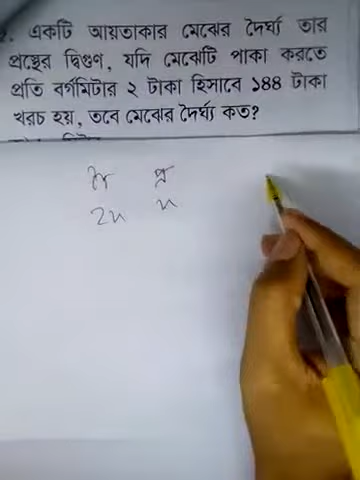 একটি আয়তাকার মেঝের দৈর্ঘ্য তার
প্রস্থের দ্বিগুণ, যদি মেঝেটি পাকা করতে
প্রতি বর্গমিটার ২ টাকা হিসাবে ১৪৪ টাকা
খরচ হয়, তবে মেঝের দৈর্ঘ্য কত?
দৈ প্র
2x x